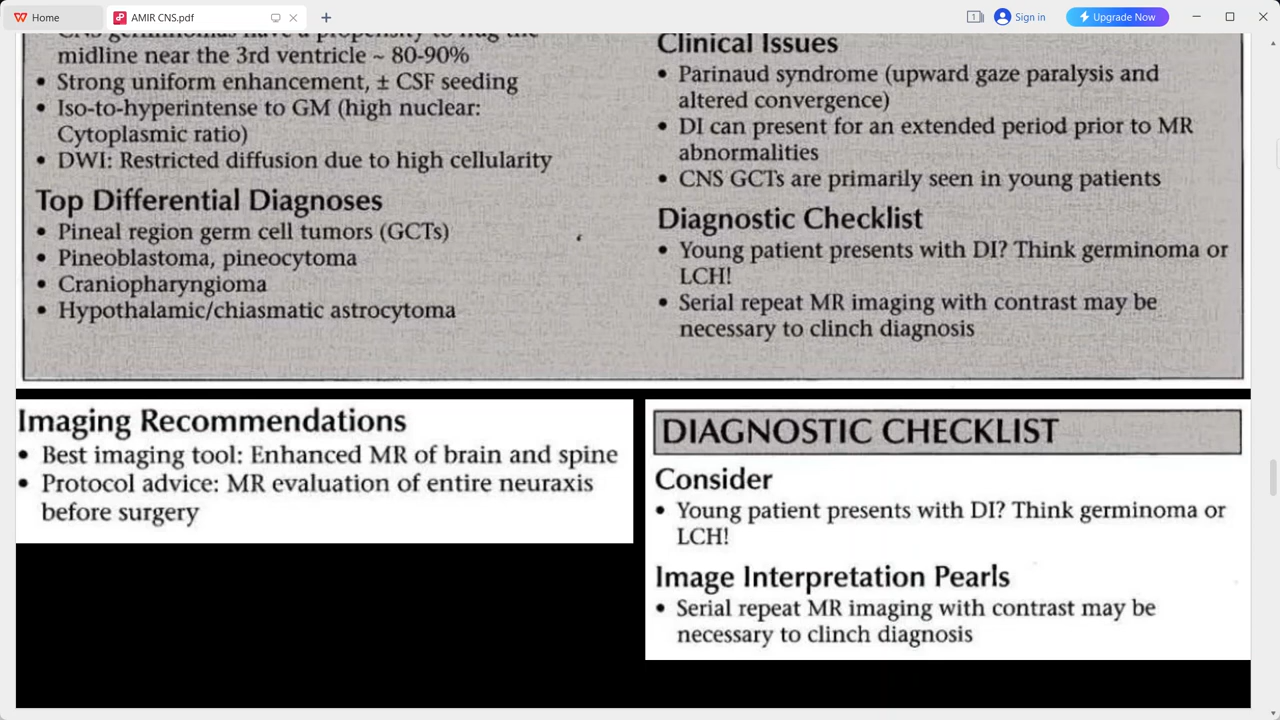 Home
AMIR CNS.pdf
Sign in
Upgrade Now
CNS germinomas have a propensity to hug the
midline near the 3rd ventricle ~ 80-90%
• Strong uniform enhancement, ± CSF seeding
• Iso-to-hyperintense to GM (high nuclear:
Cytoplasmic ratio)
• DWI: Restricted diffusion due to high cellularity
Top Differential Diagnoses
• Pineal region germ cell tumors (GCTs)
• Pineoblastoma, pineocytoma
• Craniopharyngioma
• Hypothalamic/chiasmatic astrocytoma
Clinical Issues
• Parinaud syndrome (upward gaze paralysis and
altered convergence)
• DI can present for an extended period prior to MR
abnormalities
• CNS GCTs are primarily seen in young patients
Diagnostic Checklist
• Young patient presents with DI? Think germinoma or
LCH!
• Serial repeat MR imaging with contrast may be
necessary to clinch diagnosis
Imaging Recommendations
• Best imaging tool: Enhanced MR of brain and spine
• Protocol advice: MR evaluation of entire neuraxis
before surgery
DIAGNOSTIC CHECKLIST
Consider
• Young patient presents with DI? Think germinoma or
LCH!
Image Interpretation Pearls
• Serial repeat MR imaging with contrast may be
necessary to clinch diagnosis